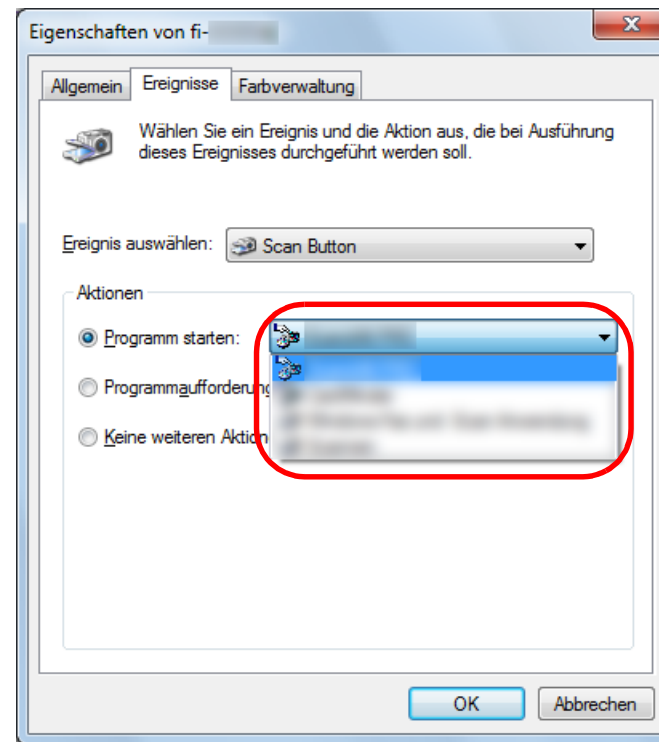 Eigenschaften von fi-
Allgemein Ereignisse Farbverwaltung
Wählen Sie ein Ereignis und die Aktion aus, die bei Ausführung
dieses Ereignisses durchgeführt werden soll.
Ereignis auswählen: Scan Button
Aktionen
Programm starten:
Programmaufforderung
Keine weiteren Aktion
OK Abbrechen